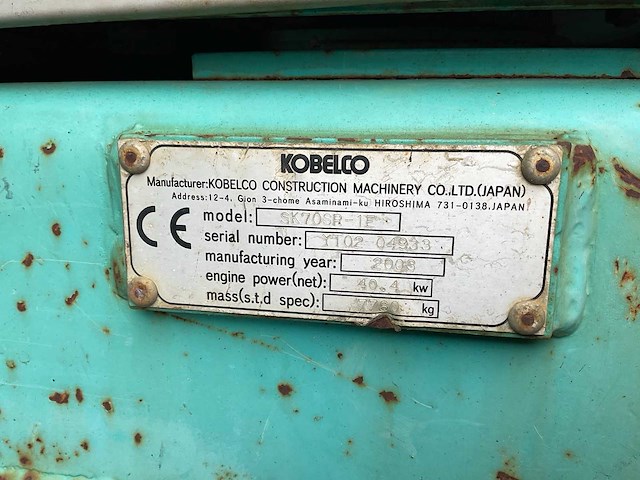 KOBELCO
Manufacturer:KOBELCO CONSTRUCTION MACHINERY CO.,LTD.(JAPAN)
Address:12-4. Gion 3-chome Asaminami-ku HIROSHIMA 731-0138.JAPAN
CE
model: SK70SR-1E
serial number: YT02-04933
manufacturing year: 2003
engine power(net): 40.4 kw
mass(s.t.d spec): kg